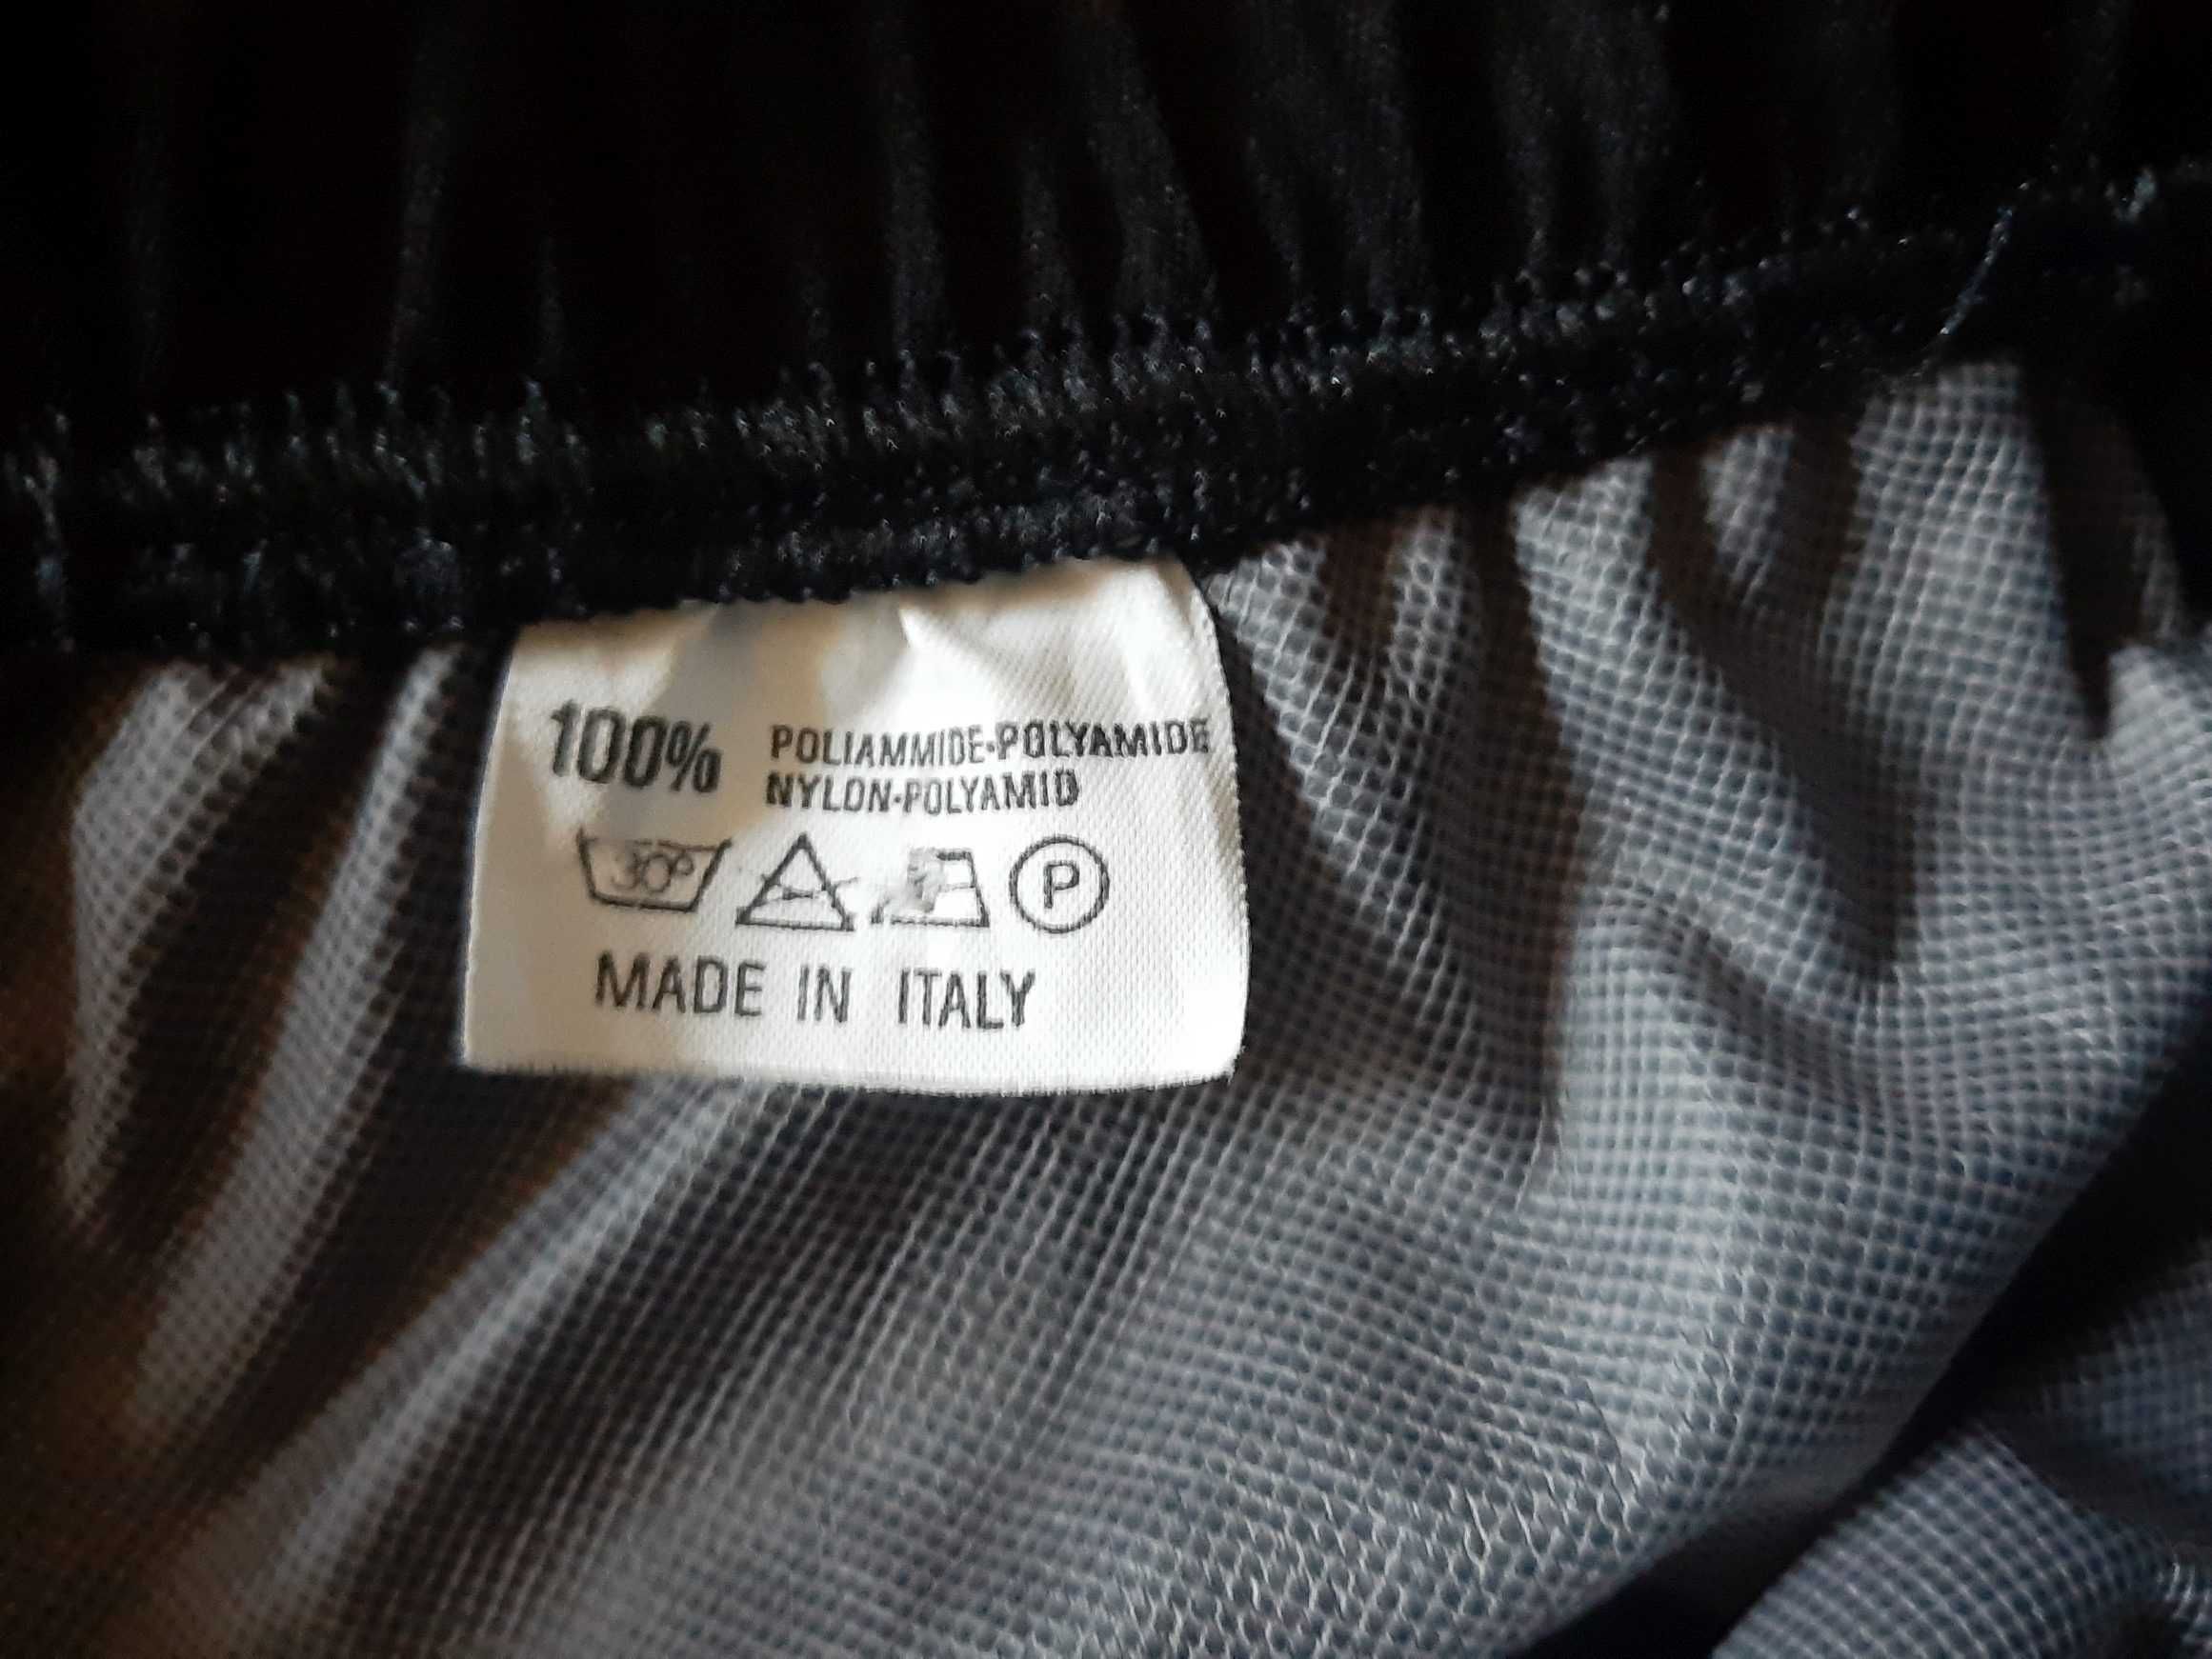 100% POLIAMMIDE·POLYAMIDE
NYLON·POLYAMID
30°
P
MADE IN ITALY